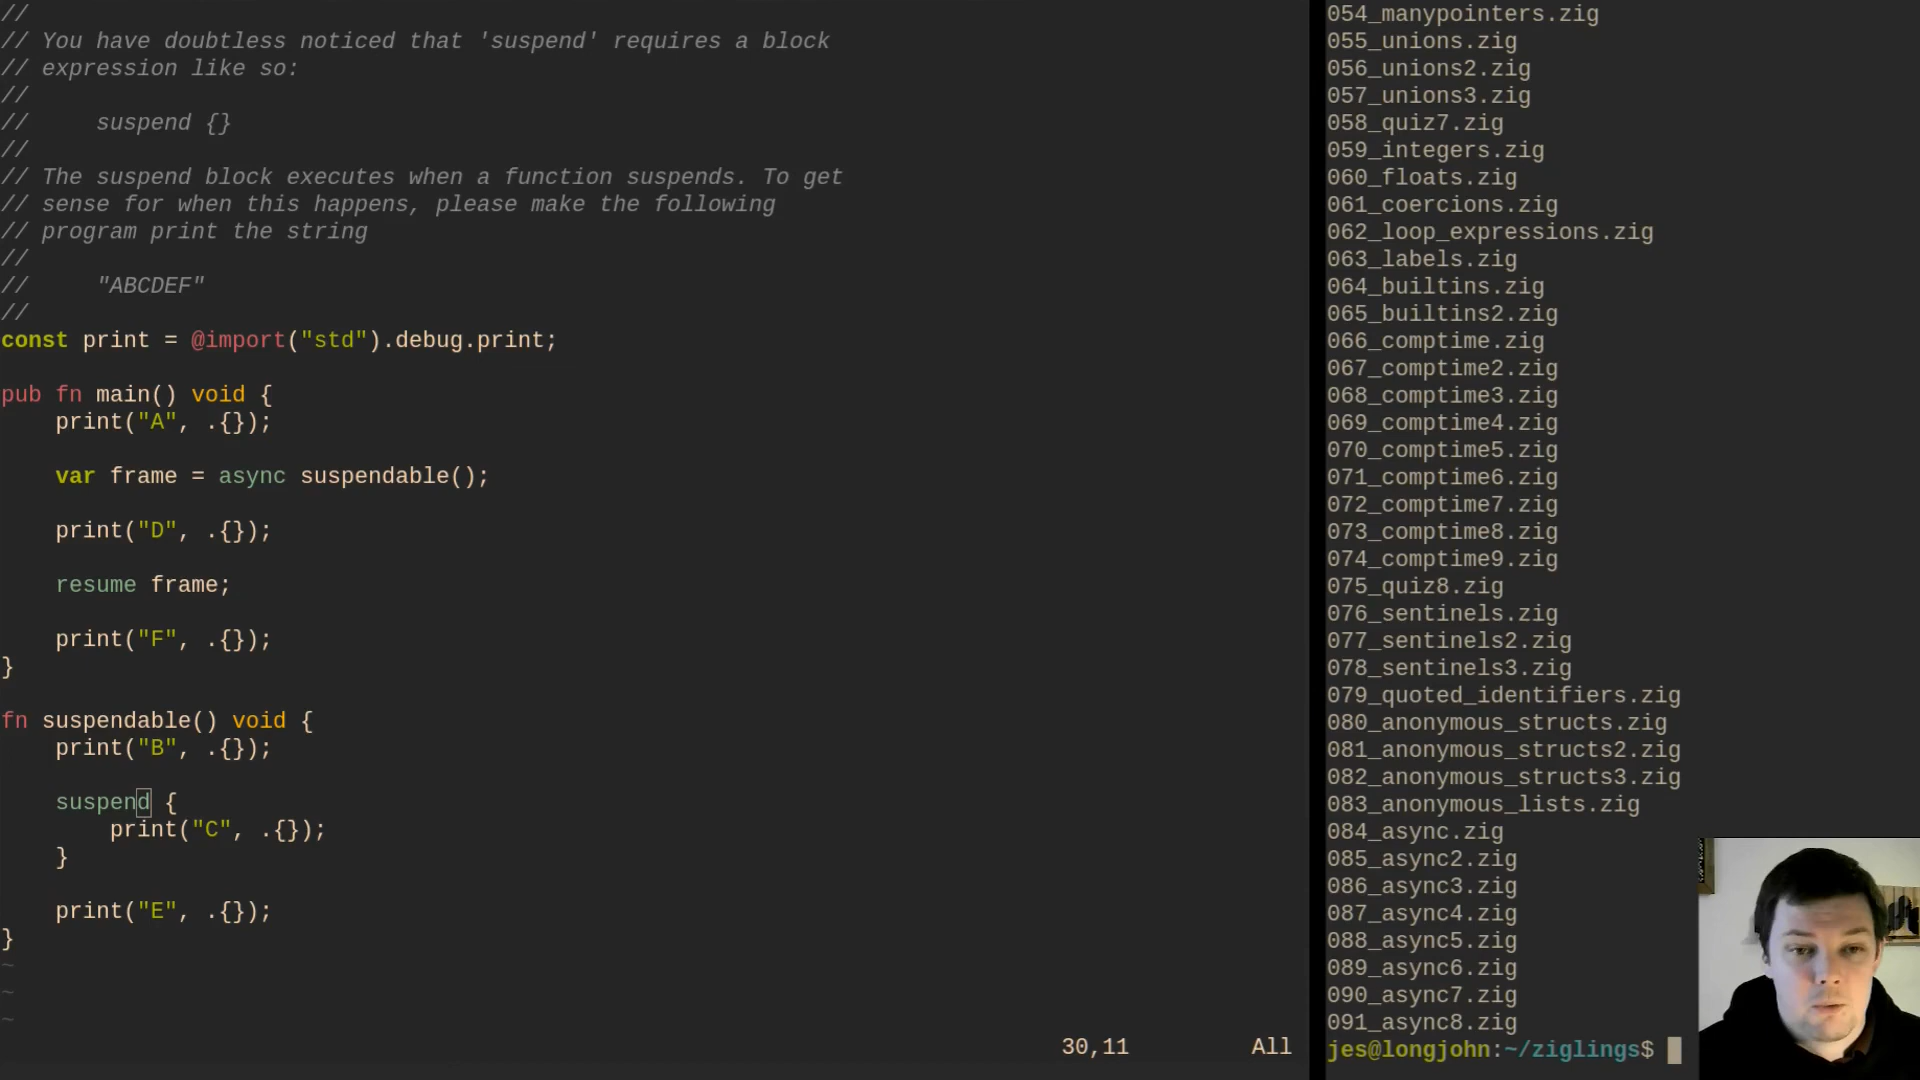 //
// You have doubtless noticed that 'suspend' requires a block
// expression like so:
//
//     suspend {}
//
// The suspend block executes when a function suspends. To get
// sense for when this happens, please make the following
// program print the string
//
//     "ABCDEF"
//
const print = @import("std").debug.print;
pub fn main() void {
    print("A", .{});
    var frame = async suspendable();
    print("D", .{});
    resume frame;
    print("F", .{});
}
fn suspendable() void {
    print("B", .{});
    suspend {
        print("C", .{});
    }
    print("E", .{});
}
~
~
~
30,11 All
054_manypointers.zig
055_unions.zig
056_unions2.zig
057_unions3.zig
058_quiz7.zig
059_integers.zig
060_floats.zig
061_coercions.zig
062_loop_expressions.zig
063_labels.zig
064_builtins.zig
065_builtins2.zig
066_comptime.zig
067_comptime2.zig
068_comptime3.zig
069_comptime4.zig
070_comptime5.zig
071_comptime6.zig
072_comptime7.zig
073_comptime8.zig
074_comptime9.zig
075_quiz8.zig
076_sentinels.zig
077_sentinels2.zig
078_sentinels3.zig
079_quoted_identifiers.zig
080_anonymous_structs.zig
081_anonymous_structs2.zig
082_anonymous_structs3.zig
083_anonymous_lists.zig
084_async.zig
085_async2.zig
086_async3.zig
087_async4.zig
088_async5.zig
089_async6.zig
090_async7.zig
091_async8.zig
jes@longjohn:~/ziglings$